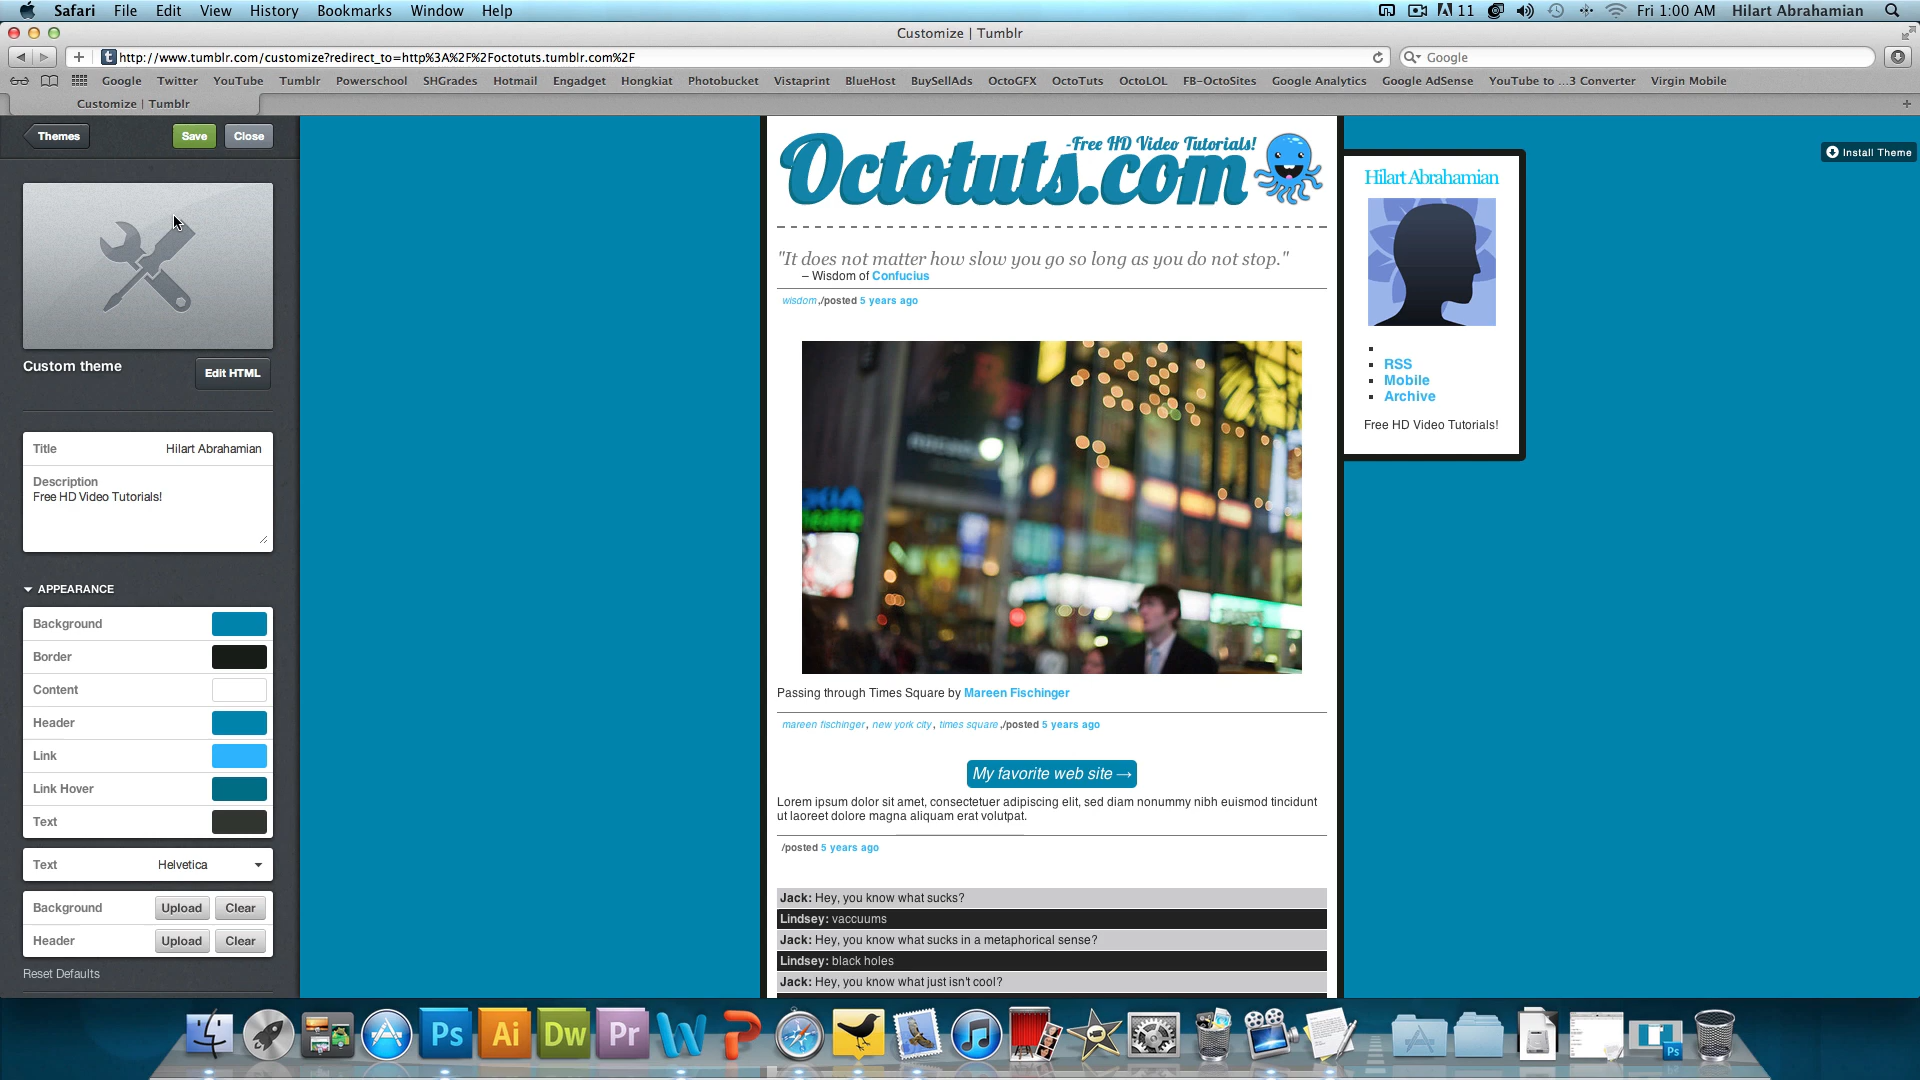 Safari File Edit View History Bookmarks Window Help 11 Fri 1:00 AM Hilart Abrahamian
Customize | Tumblr
http://www.tumblr.com/customize?redirect_to=http%3A%2F%2Foctotuts.tumblr.com%2F Google
Google Twitter YouTube Tumblr Powerschool SHGrades Hotmail Engadget Hongkiat Photobucket Vistaprint BlueHost BuySellAds OctoGFX OctoTuts OctoLOL FB-OctoSites Google Analytics Google AdSense YouTube to ...3 Converter Virgin Mobile
Customize | Tumblr
Themes Save Close
Custom theme
Edit HTML
Title Hilart Abrahamian
Description
Free HD Video Tutorials!
APPEARANCE
Background
Border
Content
Header
Link
Link Hover
Text
Text Helvetica
Background Upload Clear
Header Upload Clear
Reset Defaults
-Free HD Video Tutorials!
Octotuts.com
"It does not matter how slow you go so long as you do not stop."
– Wisdom of Confucius
wisdom,/posted 5 years ago
Passing through Times Square by Mareen Fischinger
mareen fischinger, new york city, times square,/posted 5 years ago
My favorite web site →
Lorem ipsum dolor sit amet, consectetuer adipiscing elit, sed diam nonummy nibh euismod tincidunt
ut laoreet dolore magna aliquam erat volutpat.
/posted 5 years ago
Jack: Hey, you know what sucks?
Lindsey: vaccuums
Jack: Hey, you know what sucks in a metaphorical sense?
Lindsey: black holes
Jack: Hey, you know what just isn't cool?
Install Theme
Hilart Abrahamian
RSS
Mobile
Archive
Free HD Video Tutorials!
Ps Ai Dw Pr Ps